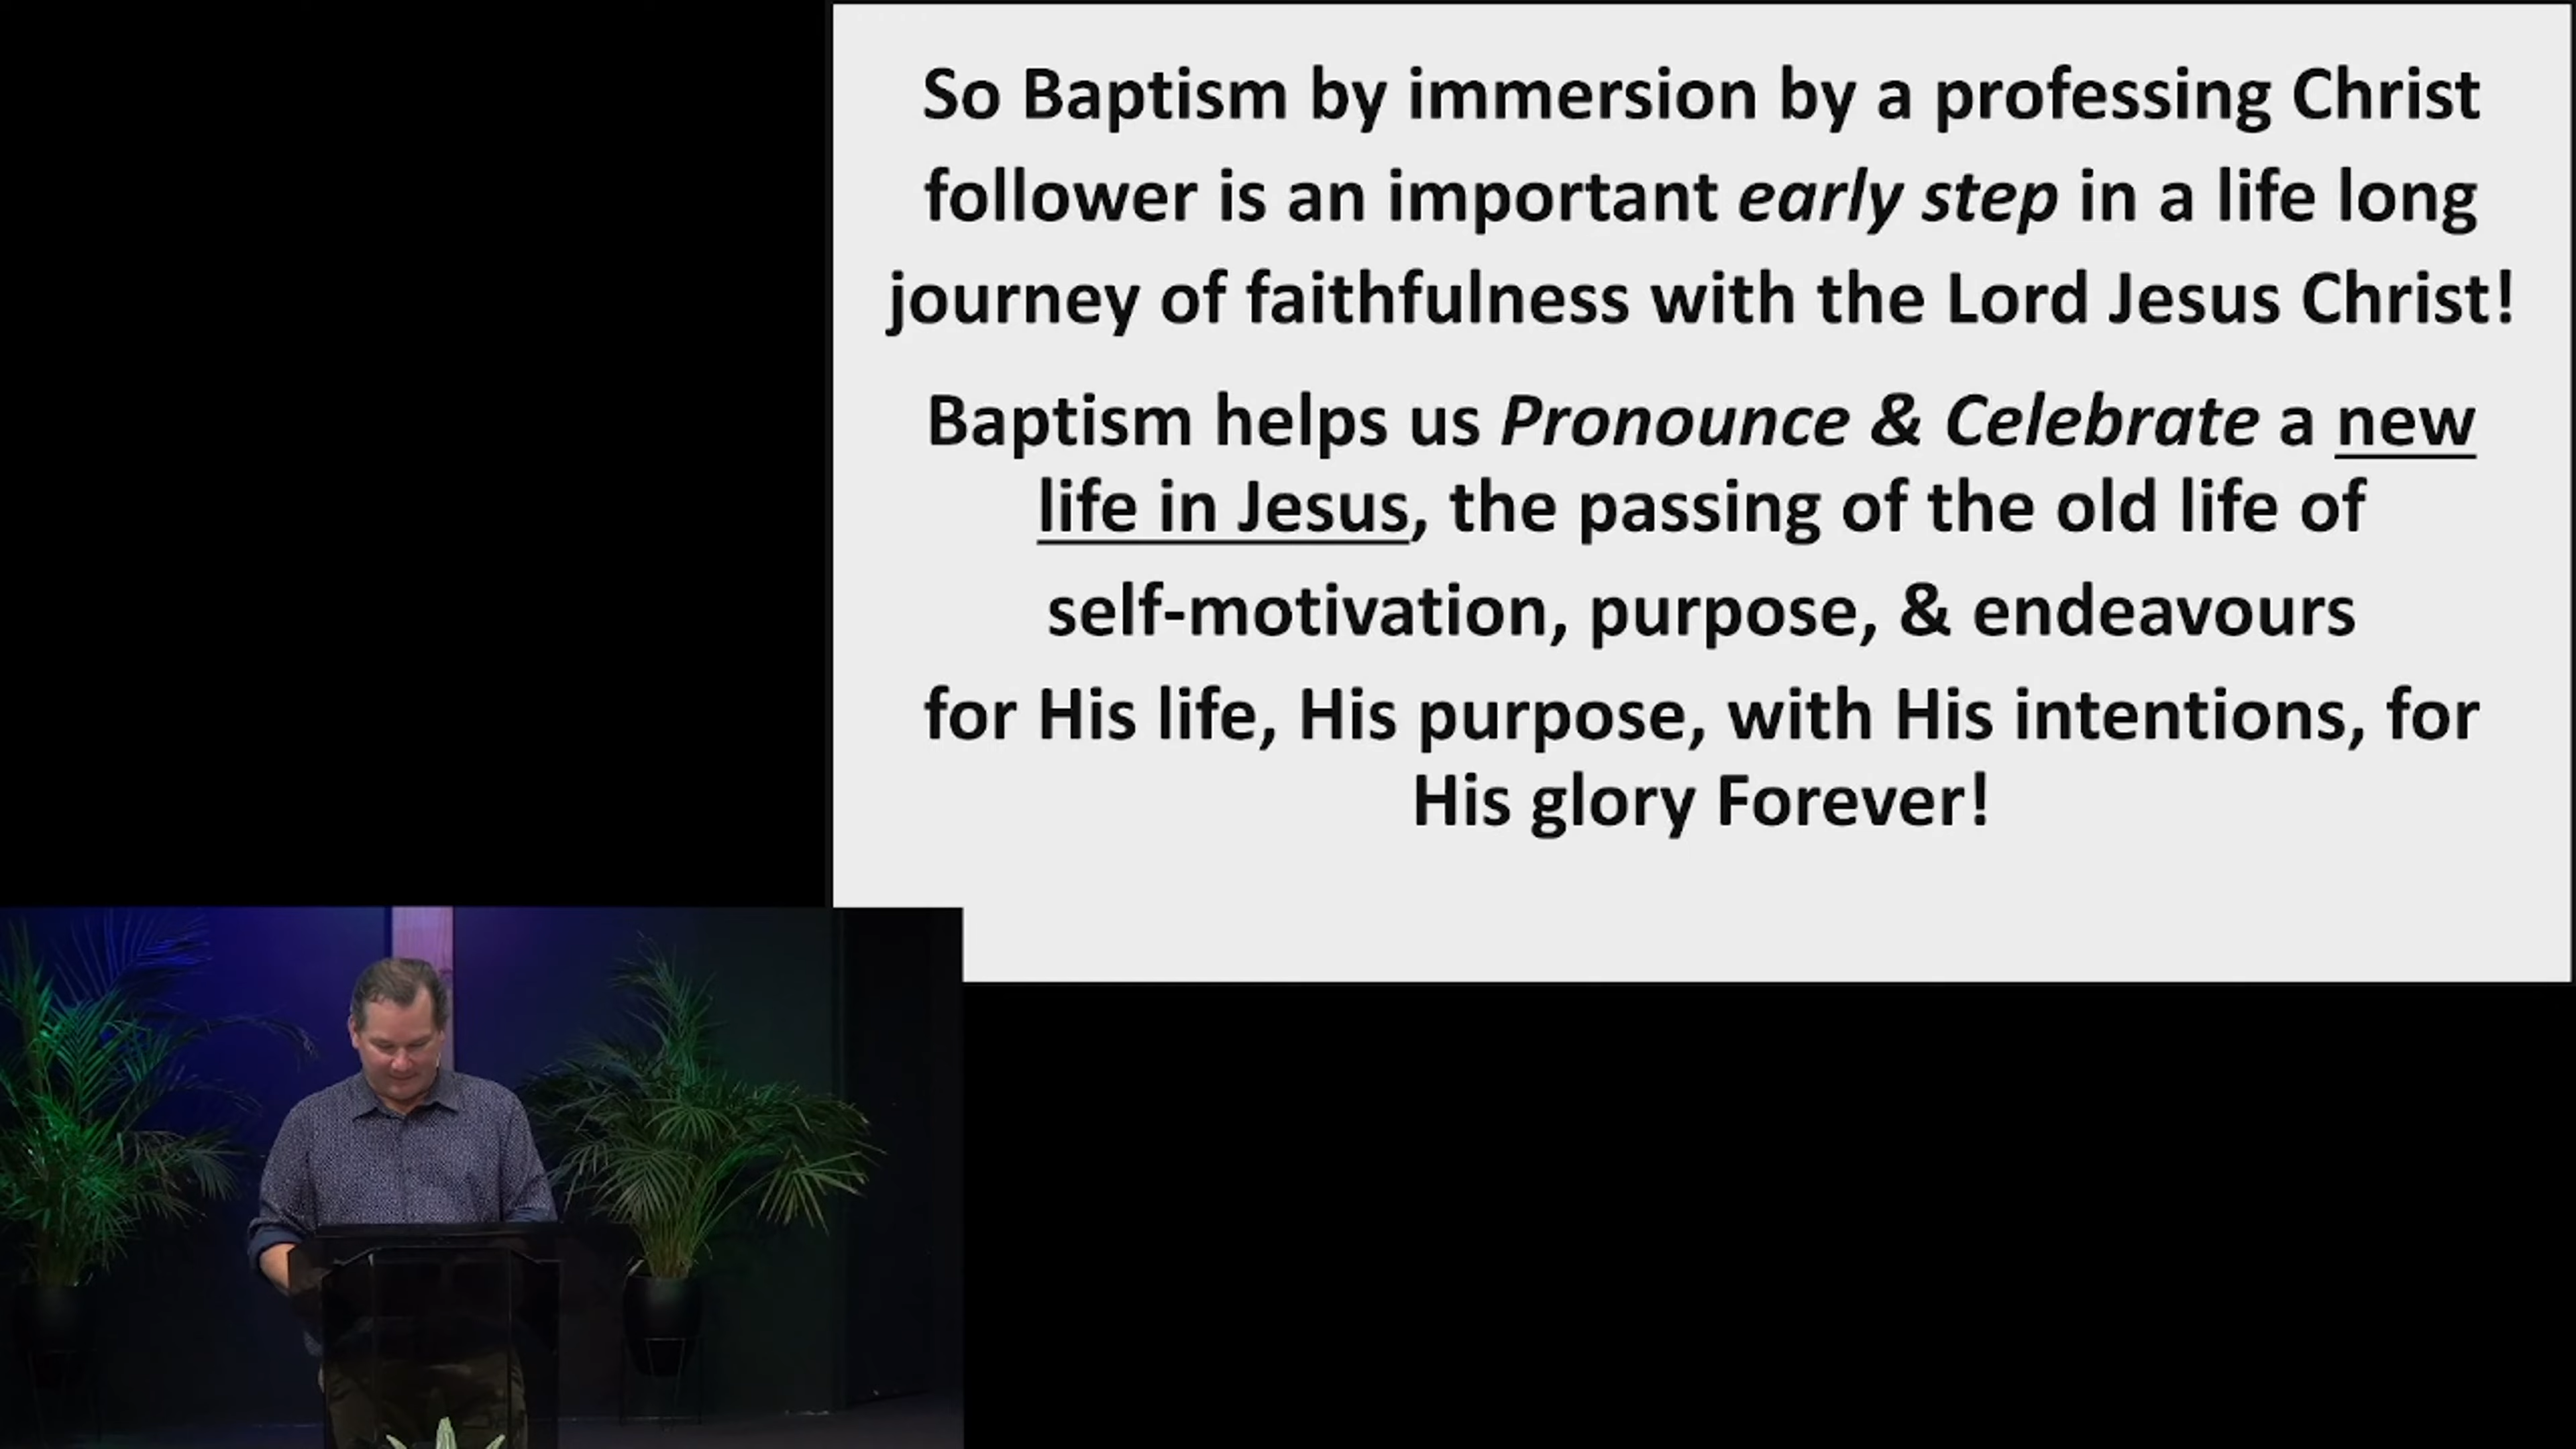 So Baptism by immersion by a professing Christ
follower is an important early step in a life long
journey of faithfulness with the Lord Jesus Christ!
Baptism helps us Pronounce & Celebrate a new
life in Jesus, the passing of the old life of
self-motivation, purpose, & endeavours
for His life, His purpose, with His intentions, for
His glory Forever!